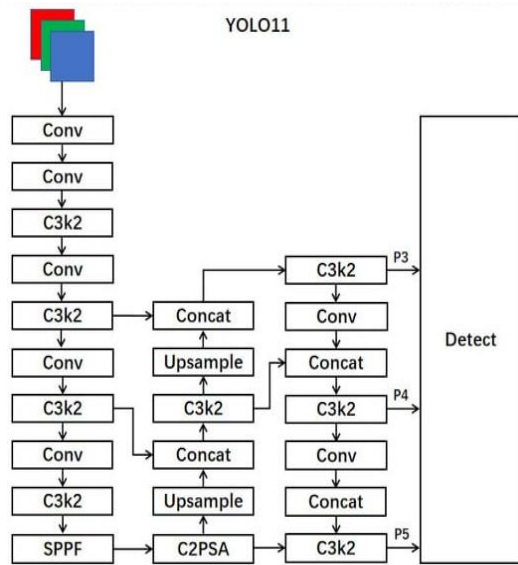 YOLO11
Conv
Conv
C3k2
Conv
C3k2
Conv
C3k2
Conv
C3k2
SPPF
Concat
Upsample
C3k2
Concat
Upsample
C2PSA
C3k2
Conv
Concat
C3k2
Conv
Concat
C3k2
P3
P4
P5
Detect